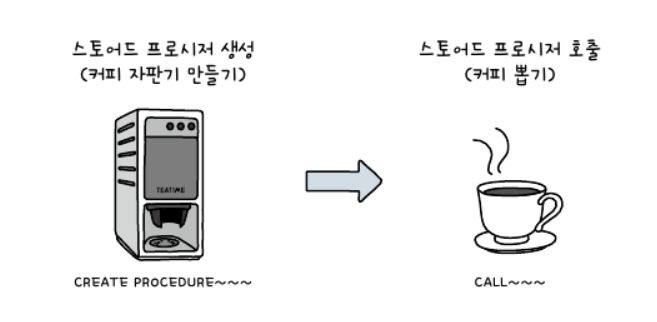 스토어드 프로시저 생성
(커피 자판기 만들기)
스토어드 프로시저 호출
(커피 뽑기)
TEATIME
CREATE PROCEDURE~~~
CALL~~~